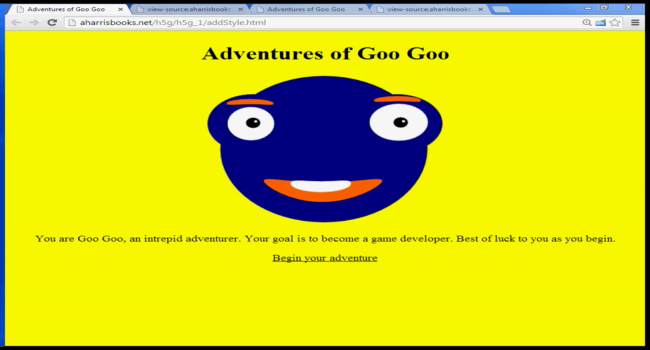 Adventures of Goo Goo
view-source:aharrisbooks.
Adventures of Goo Goo
view-source:aharrisbooks.
aharrisbooks.net/h5g/h5g_1/addStyle.html
Adventures of Goo Goo
You are Goo Goo, an intrepid adventurer. Your goal is to become a game developer. Best of luck to you as you begin.
Begin your adventure